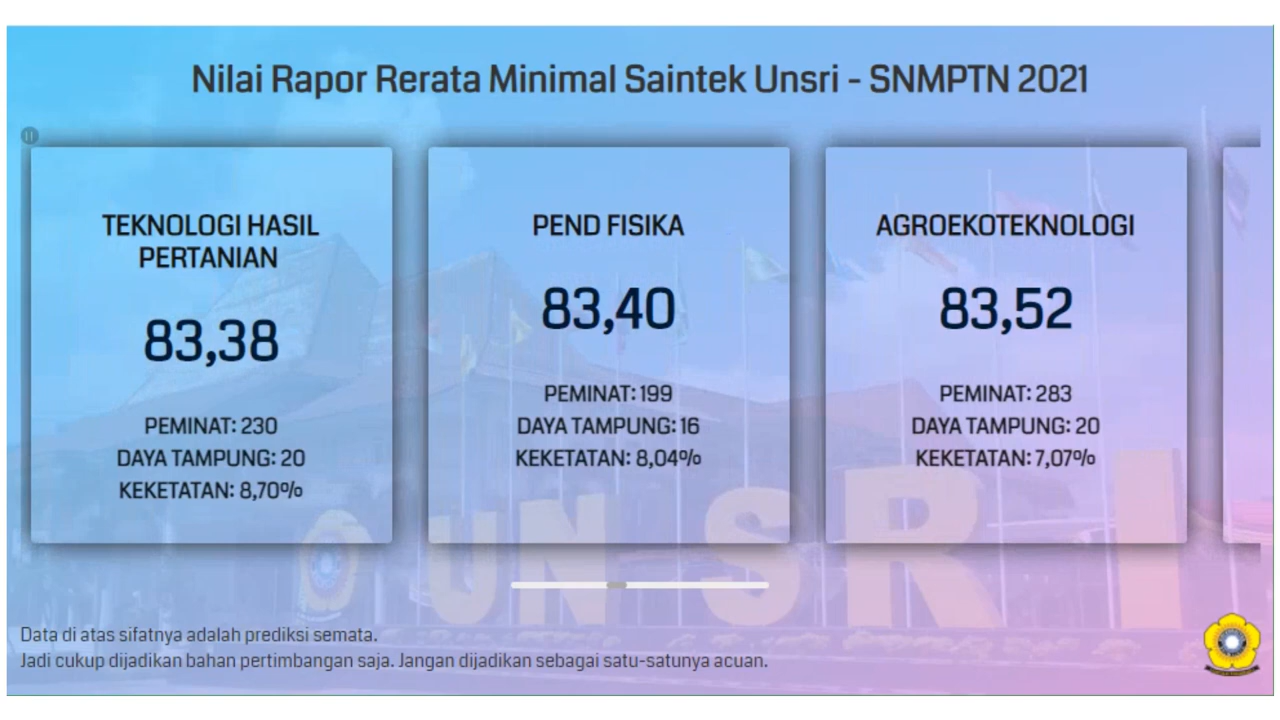 Nilai Rapor Rerata Minimal Saintek Unsri - SNMPTN 2021
TEKNOLOGI HASIL
PERTANIAN
83,38
PEMINAT: 230
DAYA TAMPUNG: 20
KEKETATAN: 8,70%
PEND FISIKA
83,40
PEMINAT: 199
DAYA TAMPUNG: 16
KEKETATAN: 8,04%
AGROEKOTEKNOLOGI
83,52
PEMINAT: 283
DAYA TAMPUNG: 20
KEKETATAN: 7,07%
UNSRI
Data di atas sifatnya adalah prediksi semata.
Jadi cukup dijadikan bahan pertimbangan saja. Jangan dijadikan sebagai satu-satunya acuan.